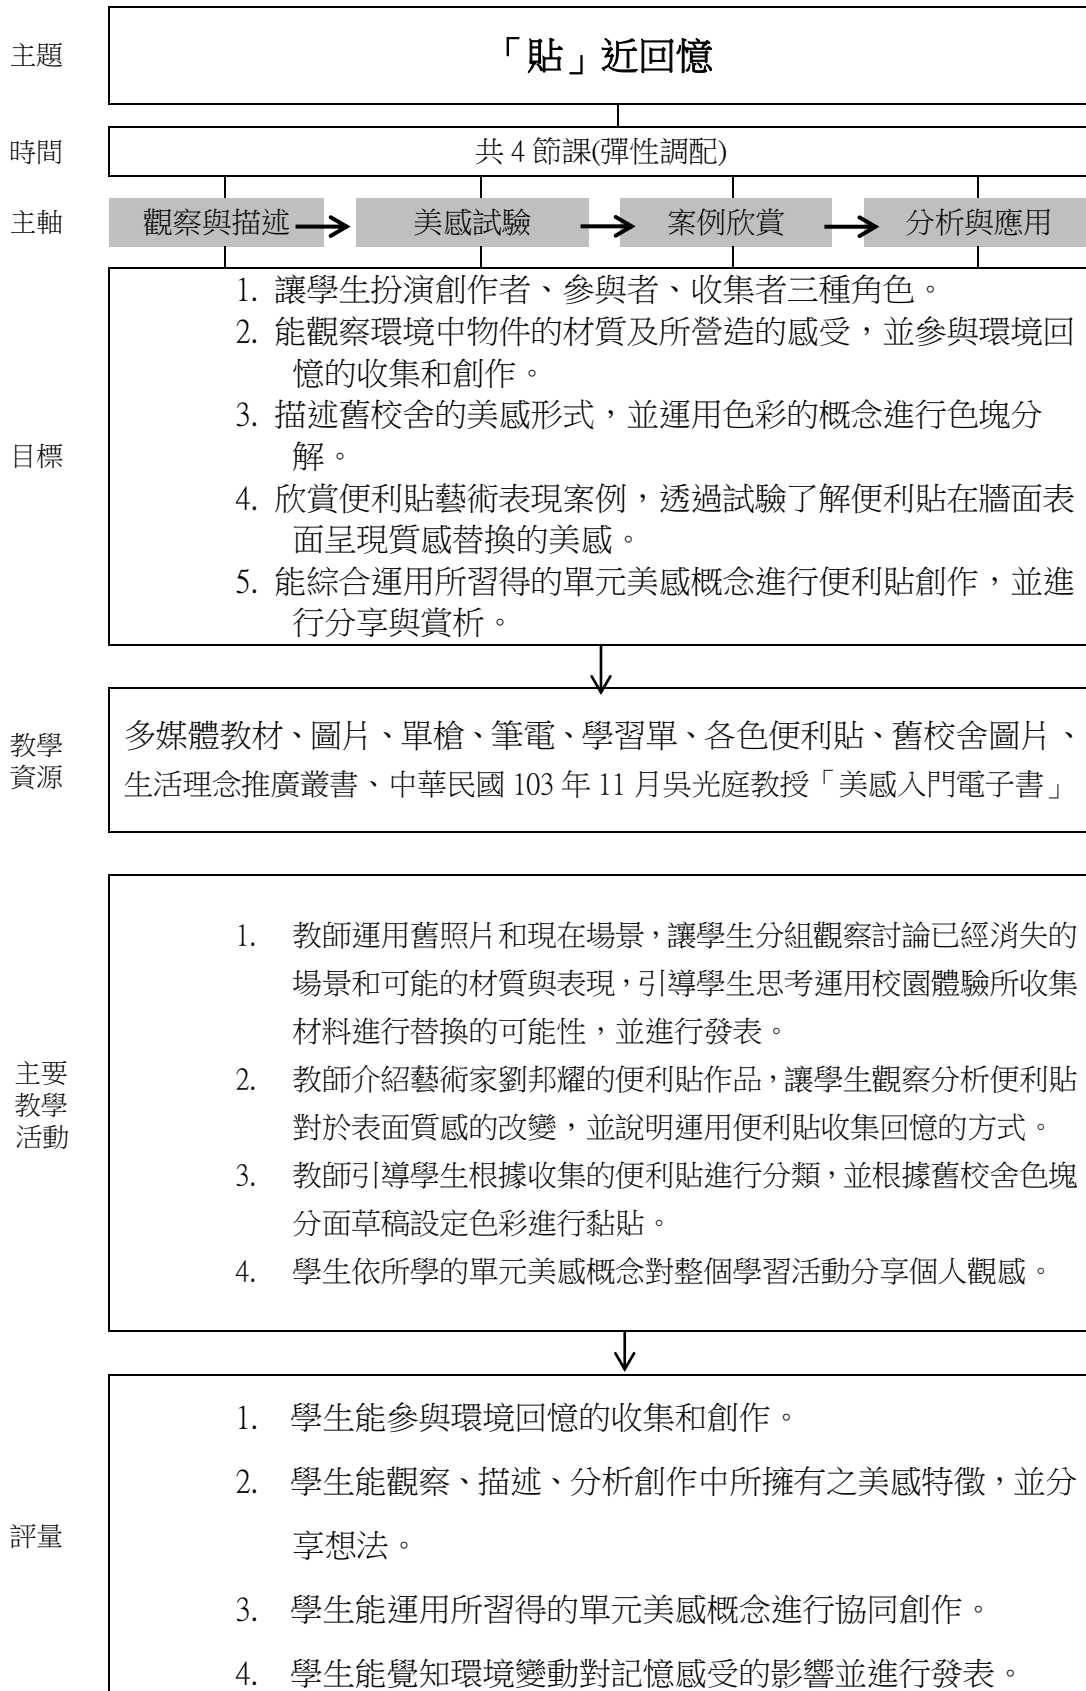 主題
「貼」近回憶
時間
共 4 節課(彈性調配)
主軸
觀察與描述
美感試驗
案例欣賞
分析與應用
目標
1. 讓學生扮演創作者、參與者、收集者三種角色。
2. 能觀察環境中物件的材質及所營造的感受，並參與環境回
憶的收集和創作。
3. 描述舊校舍的美感形式，並運用色彩的概念進行色塊分
解。
4. 欣賞便利貼藝術表現案例，透過試驗了解便利貼在牆面表
面呈現質感替換的美感。
5. 能綜合運用所習得的單元美感概念進行便利貼創作，並進
行分享與賞析。
教學
資源
多媒體教材、圖片、單槍、筆電、學習單、各色便利貼、舊校舍圖片、
生活理念推廣叢書、中華民國 103 年 11 月吳光庭教授「美感入門電子書」
主要
教學
活動
1. 教師運用舊照片和現在場景，讓學生分組觀察討論已經消失的
場景和可能的材質與表現，引導學生思考運用校園體驗所收集
材料進行替換的可能性，並進行發表。
2. 教師介紹藝術家劉邦耀的便利貼作品，讓學生觀察分析便利貼
對於表面質感的改變，並說明運用便利貼收集回憶的方式。
3. 教師引導學生根據收集的便利貼進行分類，並根據舊校舍色塊
分面草稿設定色彩進行黏貼。
4. 學生依所學的單元美感概念對整個學習活動分享個人觀感。
評量
1. 學生能參與環境回憶的收集和創作。
2. 學生能觀察、描述、分析創作中所擁有之美感特徵，並分
享想法。
3. 學生能運用所習得的單元美感概念進行協同創作。
4. 學生能覺知環境變動對記憶感受的影響並進行發表。